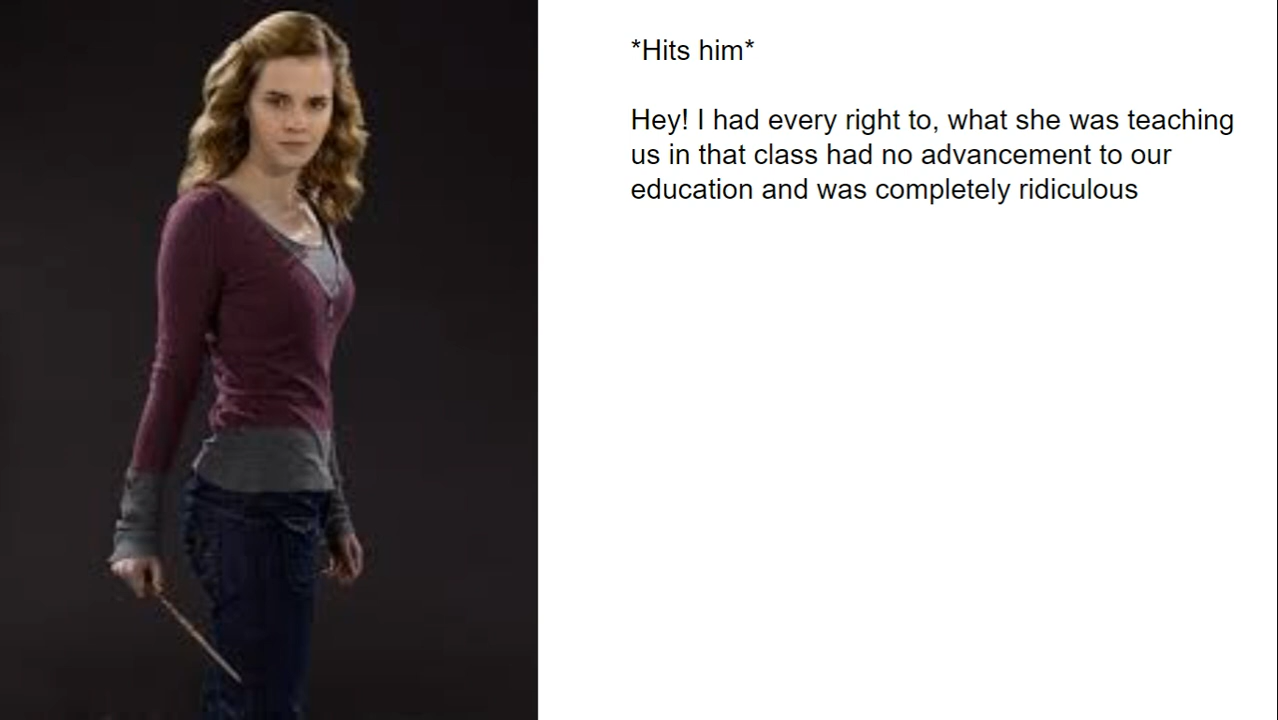 *Hits him*
Hey! I had every right to, what she was teaching
us in that class had no advancement to our
education and was completely ridiculous